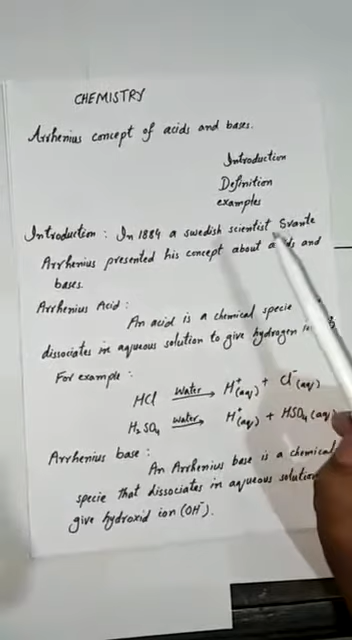 CHEMISTRY
Arrhenius concept of acids and bases.
Introduction
Definition
examples
Introduction : In 1884 a swedish scientist Svante
Arrhenius presented his concept about and
bases.
Arrhenius Acid :
An acid is a chemical specie
dissociates in aqueous solution to give hydrogen
For example :
HCl water → H⁺(aq) + Cl⁻(aq)
H₂SO₄ water → H⁺(aq) + HSO₄(aq)
Arrhenius base :
An Arrhenius base is a chemical
specie that dissociates in aqueous solution
give hydroxid ion (OH⁻).